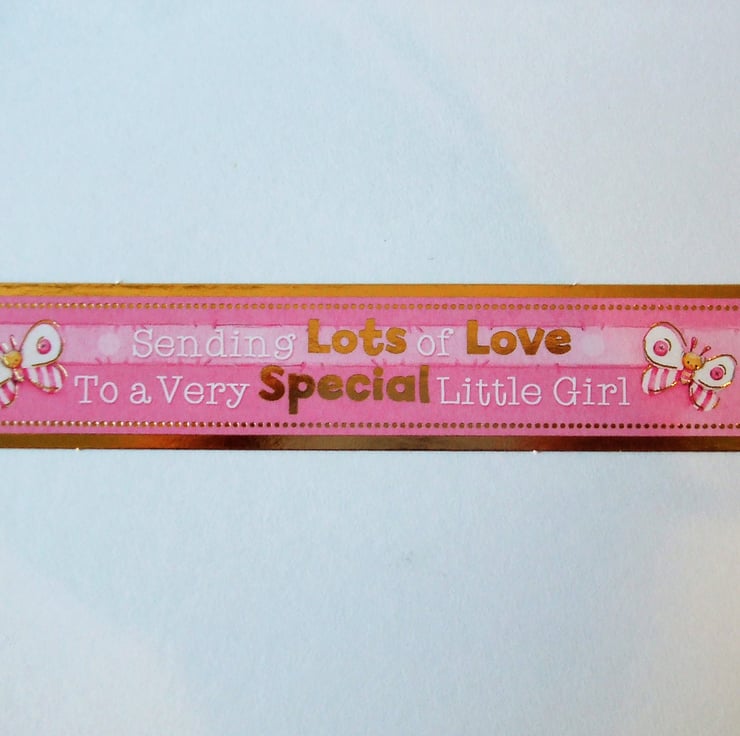 Sending Lots of Love
To a Very Special Little Girl